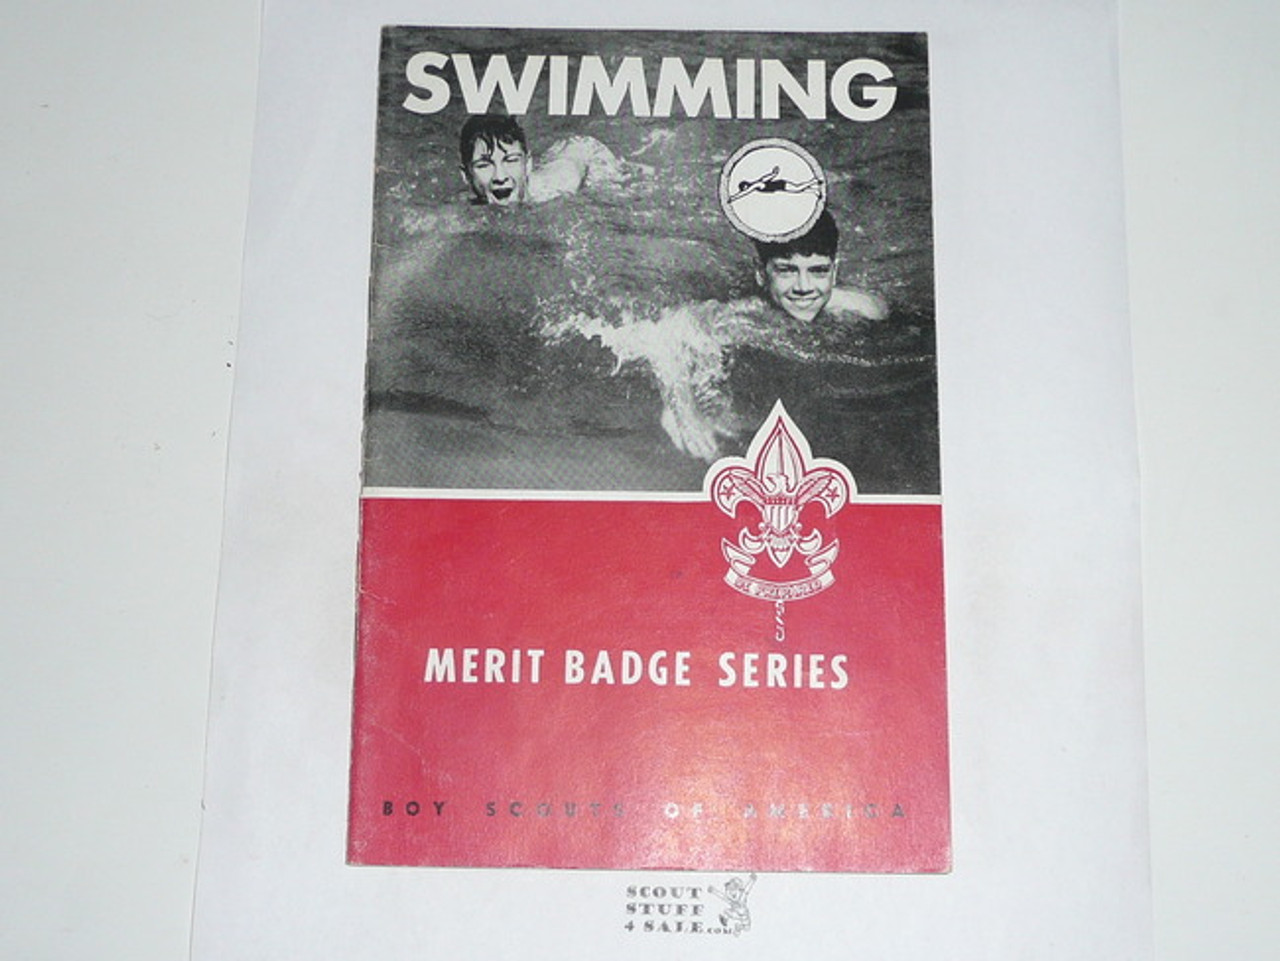 SWIMMING
BE PREPARED
MERIT BADGE SERIES
BOY SCOUTS OF AMERICA
SCOUT
STUFF
4 SALE.com